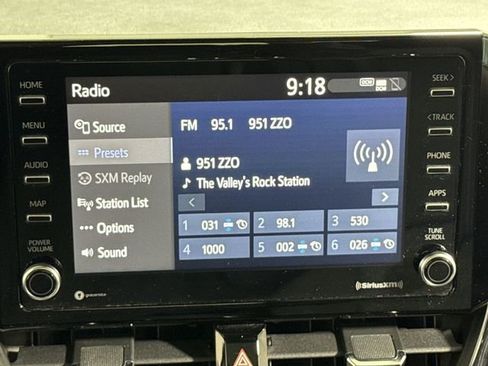 Radio
9:18
DCM
HOME
MENU
AUDIO
MAP
POWER
VOLUME
SEEK >
< TRACK
PHONE
APPS
TUNE
SCROLL
Source
Presets
SXM Replay
Station List
Options
Sound
FM 95.1 951 ZZO
951 ZZO
The Valley's Rock Station
< >
1 031 2 98.1 3 530
4 1000 5 002 6 026
gracenote
((SiriusXM))